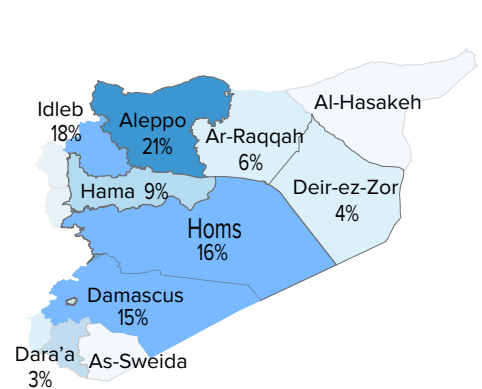 Al-Hasakeh
Idleb
18%
Aleppo
21%
Ar-Raqqah
6%
Deir-ez-Zor
4%
Hama 9%
Homs
16%
Damascus
15%
Dara'a
3%
As-Sweida